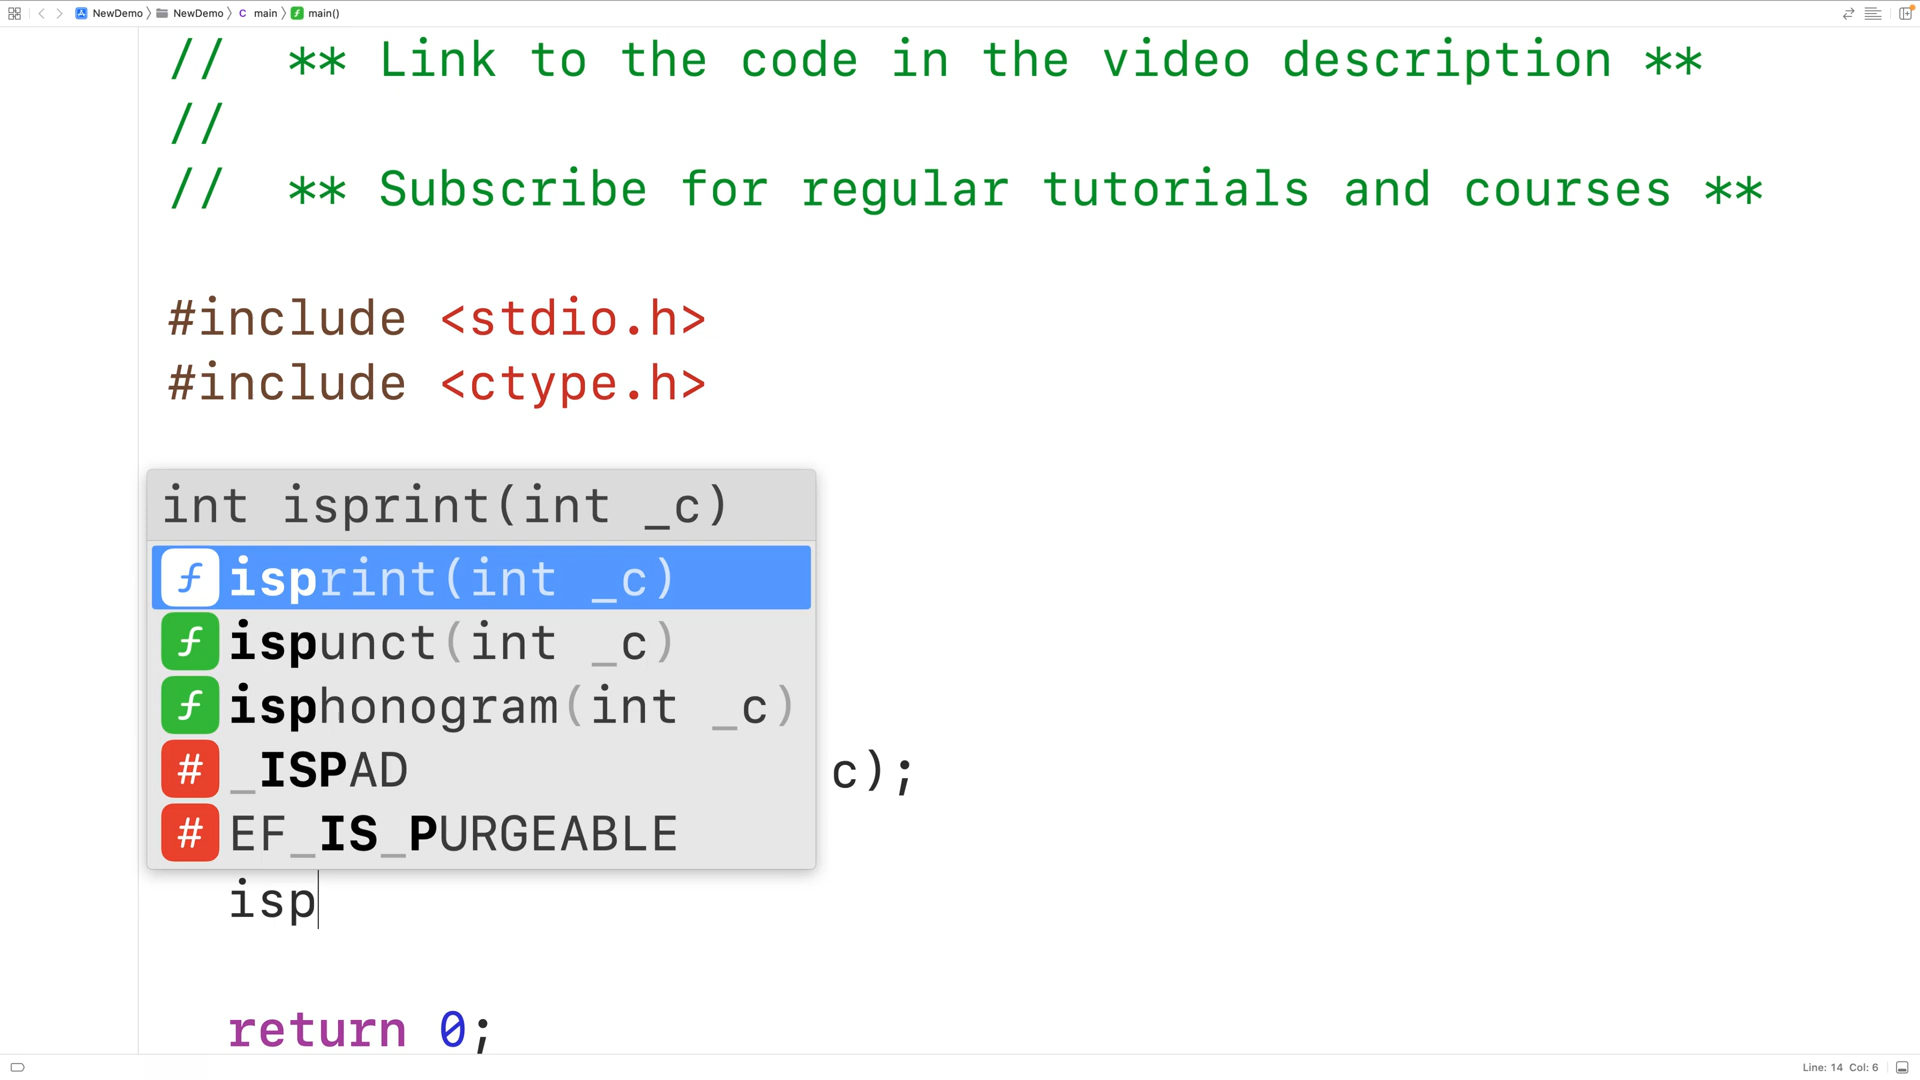 NewDemo NewDemo C main f main()
// ** Link to the code in the video description **
//
// ** Subscribe for regular tutorials and courses **
#include <stdio.h>
#include <ctype.h>
int isprint(int _c)
f isprint(int _c)
f ispunct(int _c)
f isphonogram(int _c)
# _ISPAD
c);
# EF_IS_PURGEABLE
isp
return 0;
Line: 14 Col: 6